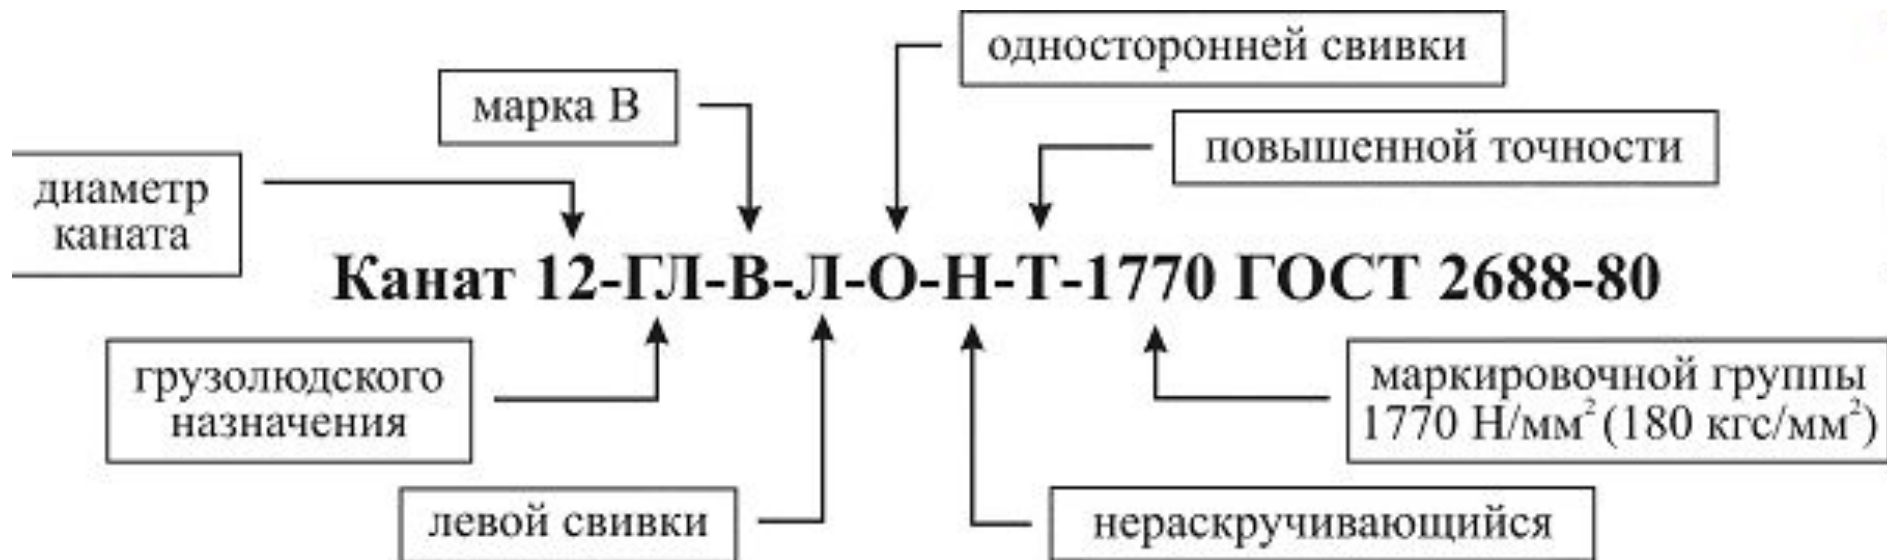 односторонней свивки
марка В
повышенной точности
диаметр
каната
Канат 12-ГЛ-В-Л-О-Н-Т-1770 ГОСТ 2688-80
грузолюдского
назначения
маркировочной группы
1770 Н/мм² (180 кгс/мм²)
левой свивки
нераскручивающийся